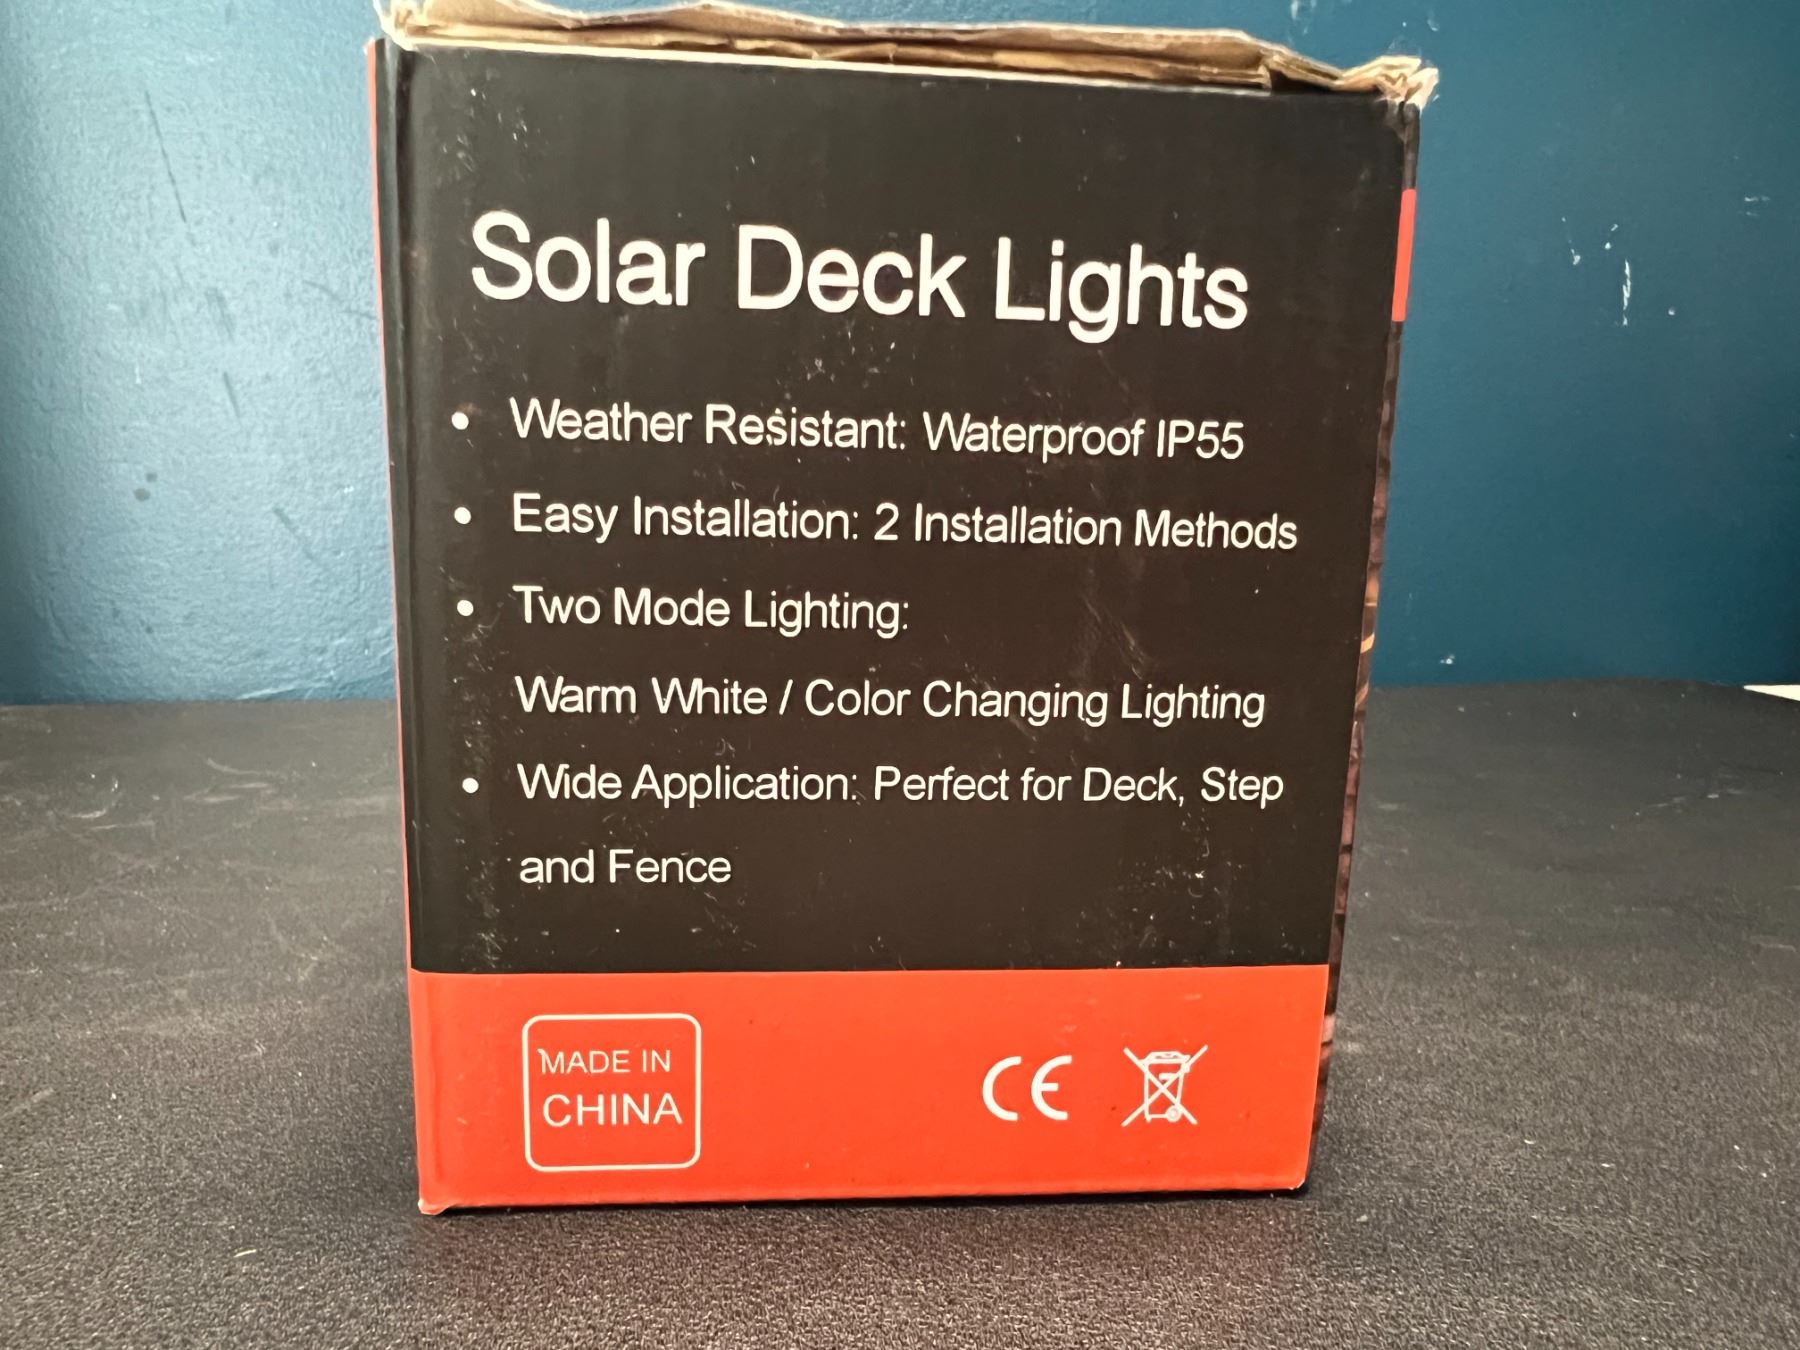 Solar Deck Lights
• Weather Resistant: Waterproof IP55
• Easy Installation: 2 Installation Methods
• Two Mode Lighting:
Warm White / Color Changing Lighting
• Wide Application: Perfect for Deck, Step
and Fence
MADE IN
CHINA
CE